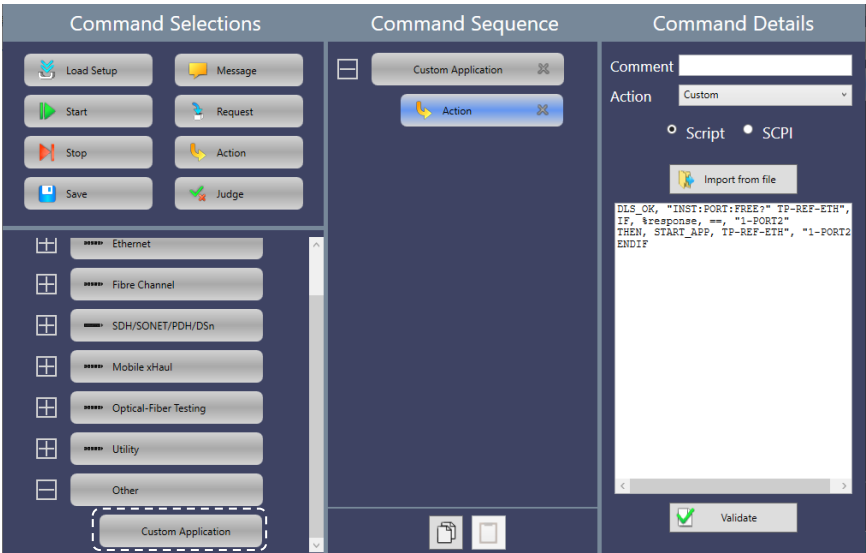 Command Selections
Load Setup
Message
Start
Request
Stop
Action
Save
Judge
Ethernet
Fibre Channel
SDH/SONET/PDH/DSn
Mobile xHaul
Optical-Fiber Testing
Utility
Other
Custom Application
Command Sequence
Custom Application
Action
Command Details
Comment
Action Custom
Script SCPI
Import from file
DLS_OK, "INST:PORT:FREE?" TP-REF-ETH",
IF, %response, ==, "1-PORT2"
THEN, START_APP, TP-REF-ETH", "1-PORT2
ENDIF
Validate